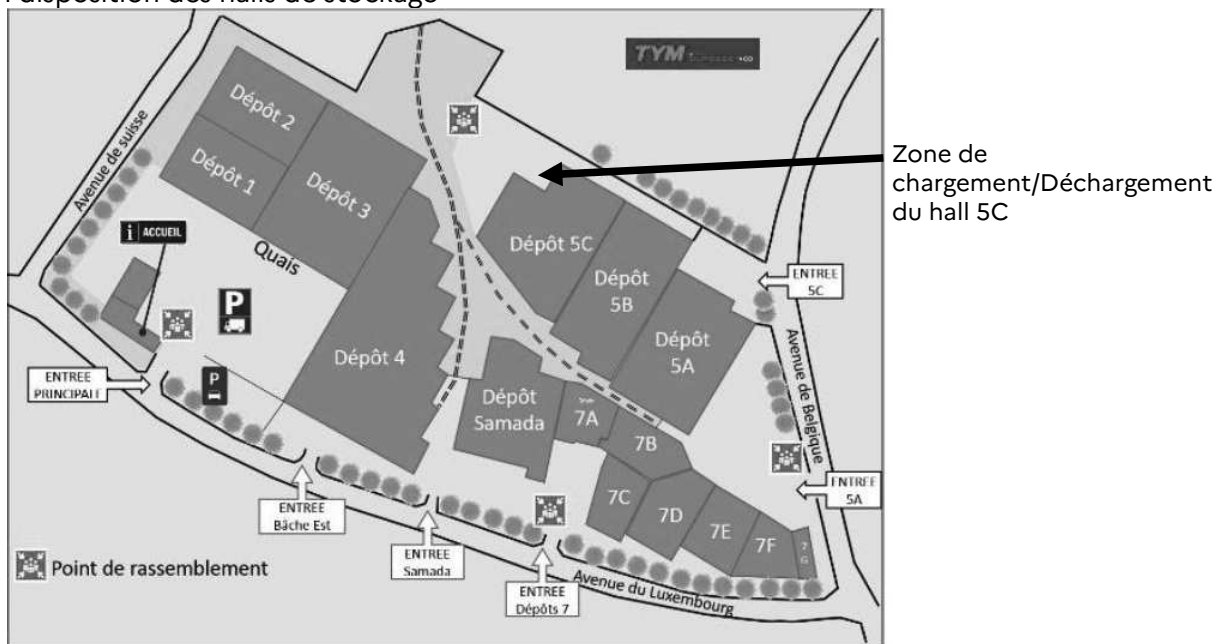 l'disposition des halls de stockage
TYM
Dépôt 2
Dépôt 1
Dépôt 3
Avenue de suisse
i ACCUEIL
Quais
P
Dépôt 4
Dépôt 5C
Dépôt
5B
Dépôt
5A
Zone de
chargement/Déchargement
du hall 5C
ENTREE
5C
Avenue de Belgique
ENTREE
PRINCIPALE
P
Dépôt
Samada
7A
7B
7C
7D
7E
7F
7
G
ENTREE
5A
ENTREE
Bâche Est
ENTREE
Samada
ENTREE
Dépôts 7
Avenue du Luxembourg
Point de rassemblement